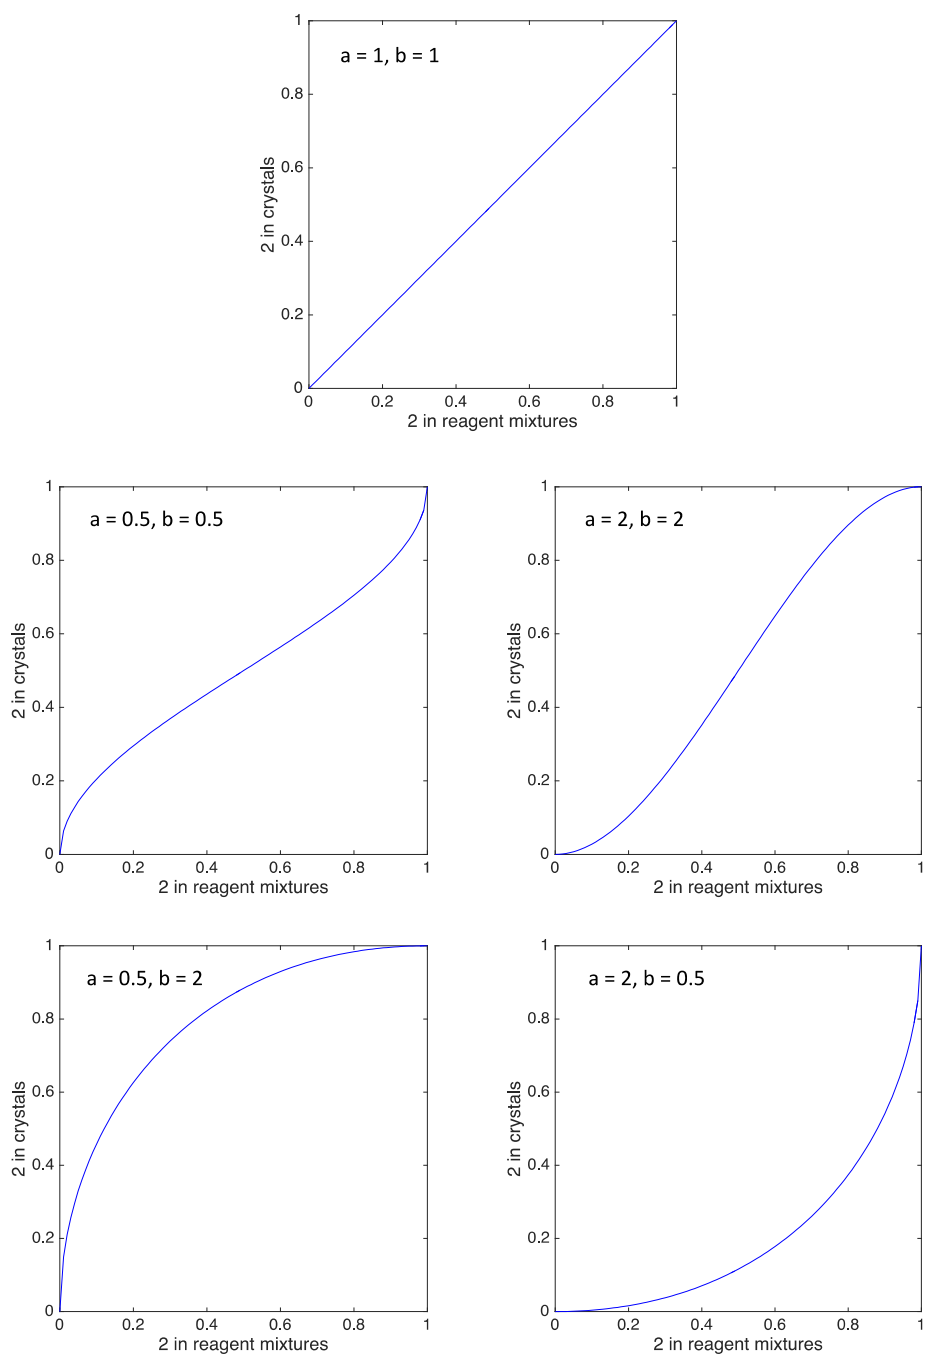 a = 1, b = 1
1
0.8
0.6
0.4
0.2
0
2 in crystals
0 0.2 0.4 0.6 0.8 1
2 in reagent mixtures
a = 0.5, b = 0.5
1
0.8
0.6
0.4
0.2
0
2 in crystals
0 0.2 0.4 0.6 0.8 1
2 in reagent mixtures
a = 2, b = 2
1
0.8
0.6
0.4
0.2
0
2 in crystals
0 0.2 0.4 0.6 0.8 1
2 in reagent mixtures
a = 0.5, b = 2
1
0.8
0.6
0.4
0.2
0
2 in crystals
0 0.2 0.4 0.6 0.8 1
2 in reagent mixtures
a = 2, b = 0.5
1
0.8
0.6
0.4
0.2
0
2 in crystals
0 0.2 0.4 0.6 0.8 1
2 in reagent mixtures